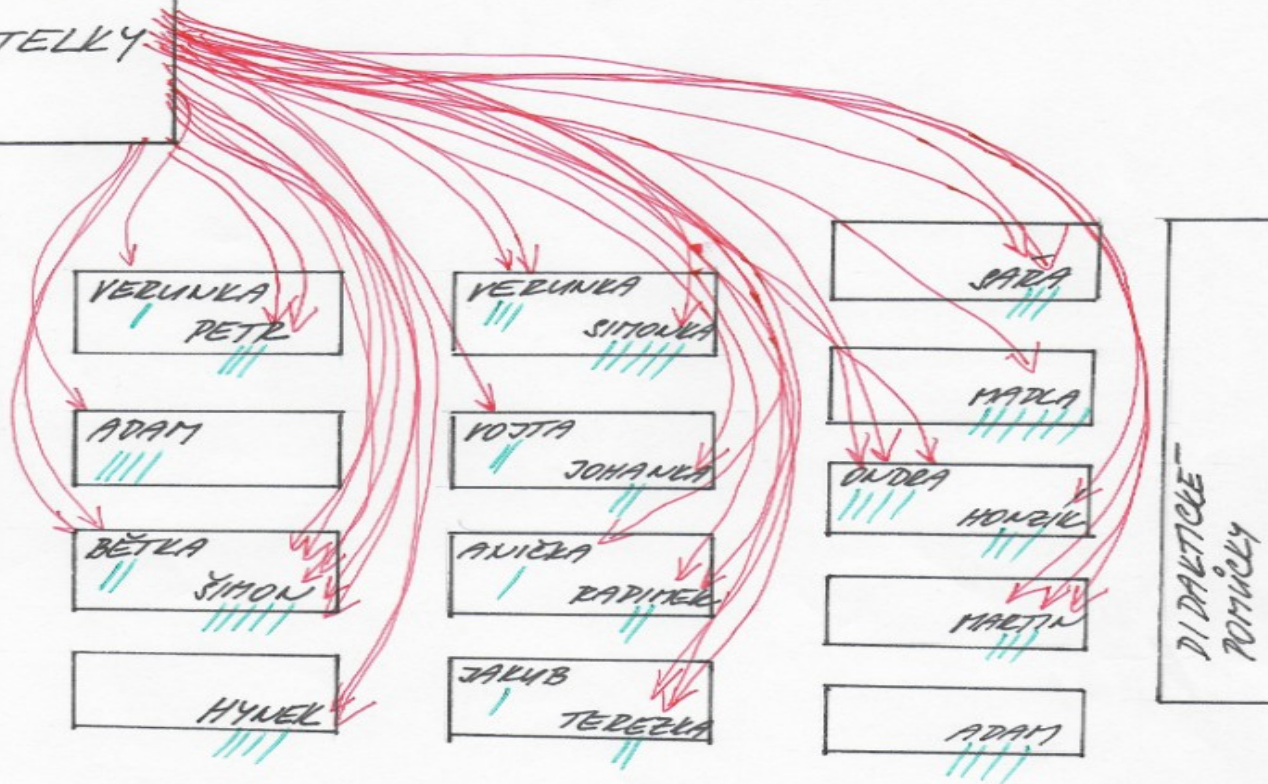 TELKY
VERUNKA
PETR
ADAM
BĚTKA
ŠIMON
HYNEK
VERUNKA
SIMONKA
VOJTA
JOHANKA
ANIČKA
RADIMEK
JAKUB
TEREZKA
SÁRA
MADLA
ONDRA
HONZÍK
MARTIN
ADAM
DIDAKTICKÉ
POMŮCKY